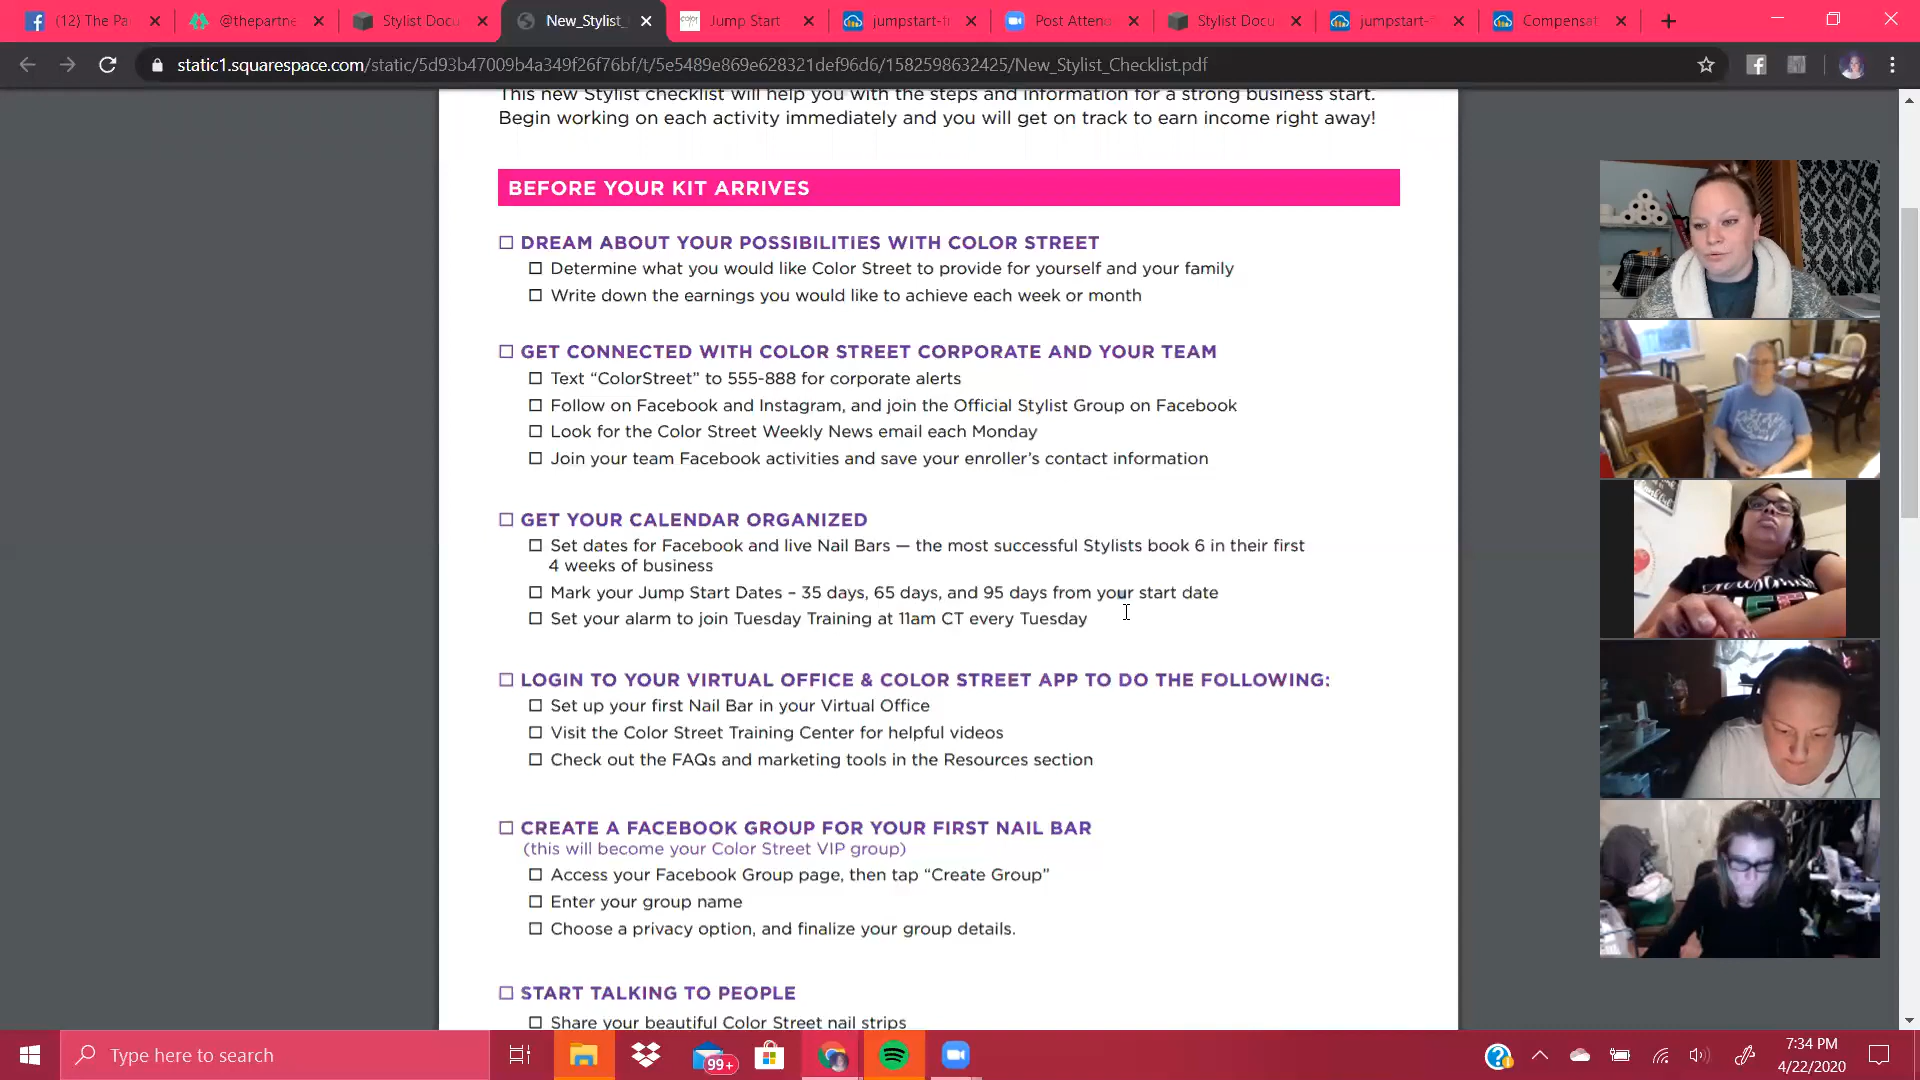 (12) The Pa
@thepartne
Stylist Docu
New_Stylist_
Jump Start
jumpstart-fi
Post Attend
Stylist Docu
jumpstart-
Compensat
static1.squarespace.com/static/5d93b47009b4a349f26f76bf/t/5e5489e869e628321def96d6/1582598632425/New_Stylist_Checklist.pdf
This new Stylist checklist will help you with the steps and information for a strong business start.
Begin working on each activity immediately and you will get on track to earn income right away!
BEFORE YOUR KIT ARRIVES
DREAM ABOUT YOUR POSSIBILITIES WITH COLOR STREET
Determine what you would like Color Street to provide for yourself and your family
Write down the earnings you would like to achieve each week or month
GET CONNECTED WITH COLOR STREET CORPORATE AND YOUR TEAM
Text “ColorStreet” to 555-888 for corporate alerts
Follow on Facebook and Instagram, and join the Official Stylist Group on Facebook
Look for the Color Street Weekly News email each Monday
Join your team Facebook activities and save your enroller’s contact information
GET YOUR CALENDAR ORGANIZED
Set dates for Facebook and live Nail Bars — the most successful Stylists book 6 in their first
4 weeks of business
Mark your Jump Start Dates – 35 days, 65 days, and 95 days from your start date
Set your alarm to join Tuesday Training at 11am CT every Tuesday
LOGIN TO YOUR VIRTUAL OFFICE & COLOR STREET APP TO DO THE FOLLOWING:
Set up your first Nail Bar in your Virtual Office
Visit the Color Street Training Center for helpful videos
Check out the FAQs and marketing tools in the Resources section
CREATE A FACEBOOK GROUP FOR YOUR FIRST NAIL BAR
(this will become your Color Street VIP group)
Access your Facebook Group page, then tap “Create Group”
Enter your group name
Choose a privacy option, and finalize your group details.
START TALKING TO PEOPLE
Share your beautiful Color Street nail strips
Type here to search
99+
7:34 PM
4/22/2020